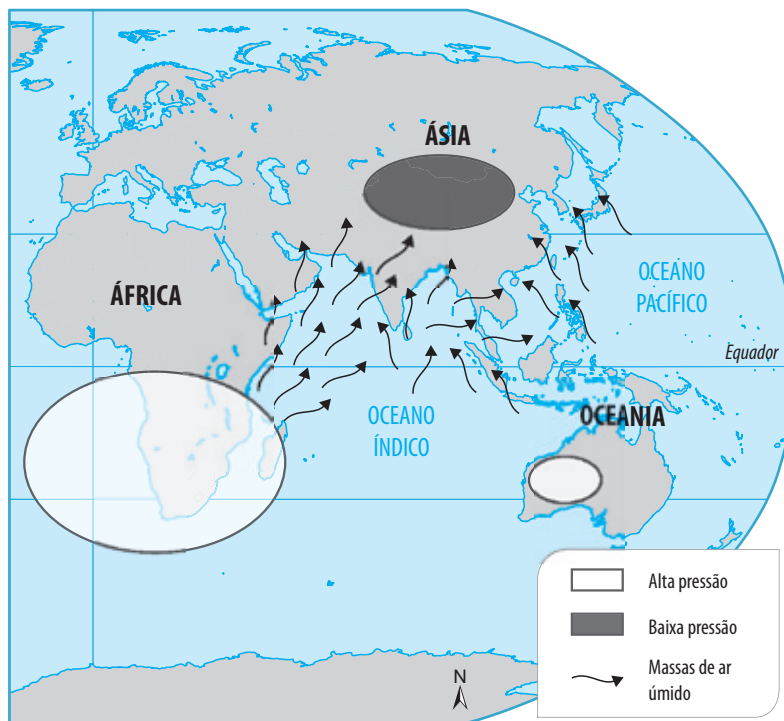 ÁSIA
ÁFRICA
OCEANO
PACÍFICO
Equador
OCEANO
ÍNDICO
OCEANIA
N
Alta pressão
Baixa pressão
Massas de ar
úmido